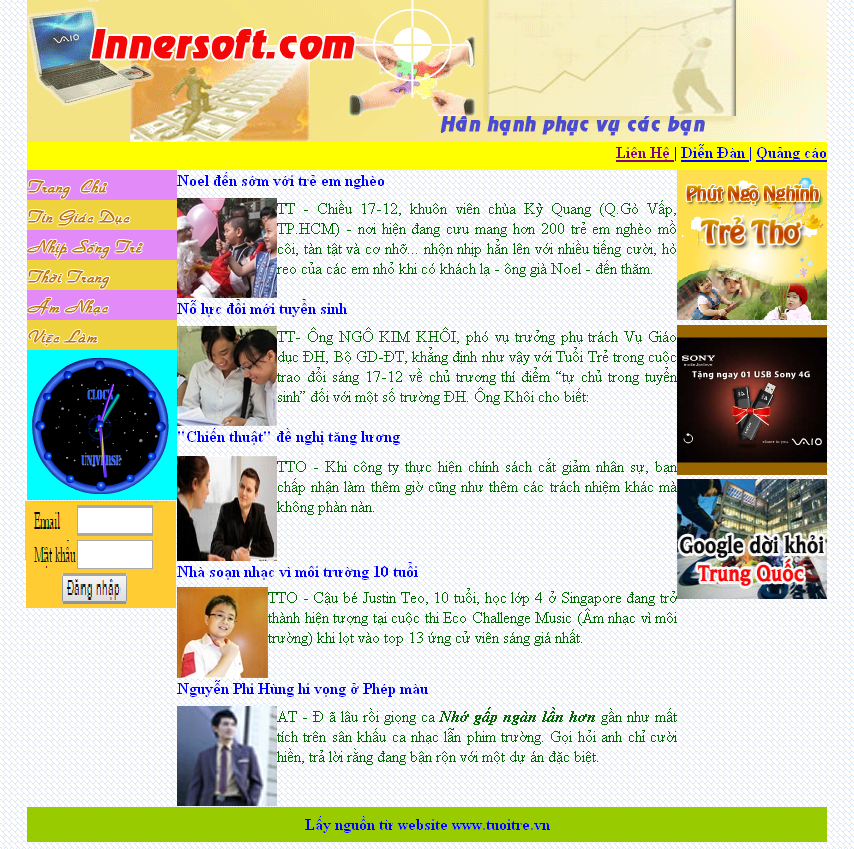 VAIO
Innersoft.com
Hân hạnh phục vụ các bạn
Liên Hệ | Diễn Đàn | Quảng cáo
Trang Chủ
Tin Giáo Dục
Nhịp Sống Trẻ
Thời Trang
Âm Nhạc
Việc Làm
CLOCK
UNIVERSE
Email
Mật khẩu
Đăng nhập
Noel đến sớm với trẻ em nghèo
TT - Chiều 17-12, khuôn viên chùa Kỳ Quang (Q.Gò Vấp,
TP.HCM) - nơi hiện đang cưu mang hơn 200 trẻ em nghèo mồ
côi, tàn tật và cơ nhỡ... nhộn nhịp hẳn lên với nhiều tiếng cười, hò
reo của các em nhỏ khi có khách lạ - ông già Noel - đến thăm.
Nỗ lực đổi mới tuyển sinh
TT- Ông NGÔ KIM KHÔI, phó vụ trưởng phụ trách Vụ Giáo
dục ĐH, Bộ GD-ĐT, khẳng định như vậy với Tuổi Trẻ trong cuộc
trao đổi sáng 17-12 về chủ trương thí điểm “tự chủ trong tuyển
sinh” đối với một số trường ĐH. Ông Khôi cho biết:
"Chiến thuật" đề nghị tăng lương
TTO - Khi công ty thực hiện chính sách cắt giảm nhân sự, bạn
chấp nhận làm thêm giờ cũng như thêm các trách nhiệm khác mà
không phàn nàn.
Nhà soạn nhạc vì môi trường 10 tuổi
TTO - Cậu bé Justin Teo, 10 tuổi, học lớp 4 ở Singapore đang trở
thành hiện tượng tại cuộc thi Eco Challenge Music (Âm nhạc vì môi
trường) khi lọt vào top 13 ứng cử viên sáng giá nhất.
Nguyễn Phi Hùng hi vọng ở Phép màu
AT - Đ ã lâu rồi giọng ca Nhớ gấp ngàn lần hơn gần như mất
tích trên sân khấu ca nhạc lẫn phim trường. Gọi hỏi anh chỉ cười
hiền, trả lời rằng đang bận rộn với một dự án đặc biệt.
Phút Ngộ Nghĩnh
Trẻ Thơ
SONY
Tặng ngay 01 USB Sony 4G
VAIO
Google dời khỏi
Trung Quốc
Lấy nguồn từ website www.tuoitre.vn